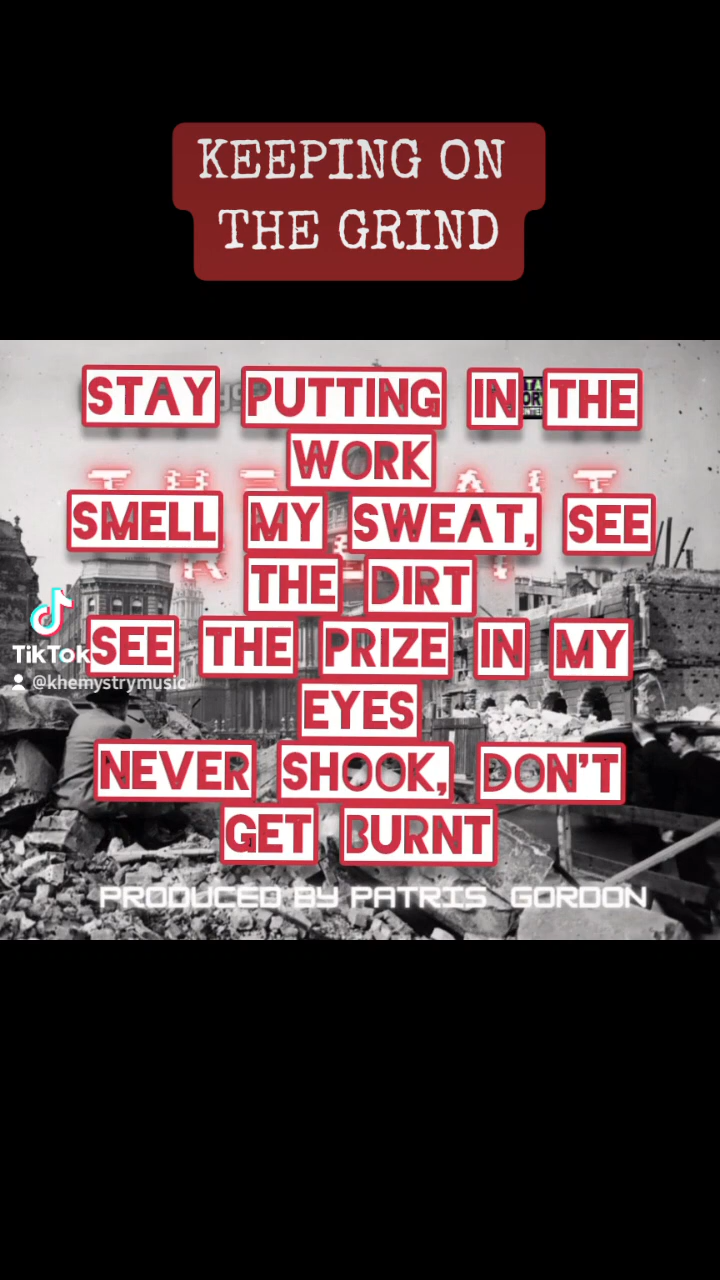 KEEPING ON
THE GRIND
STAY PUTTING IN THE
WORK
SMELL MY SWEAT, SEE
THE DIRT
SEE THE PRIZE IN MY
EYES
NEVER SHOOK, DON'T
GET BURNT
TikTok
@khemystrymusic
PRODUCED BY PATRIS GORDON